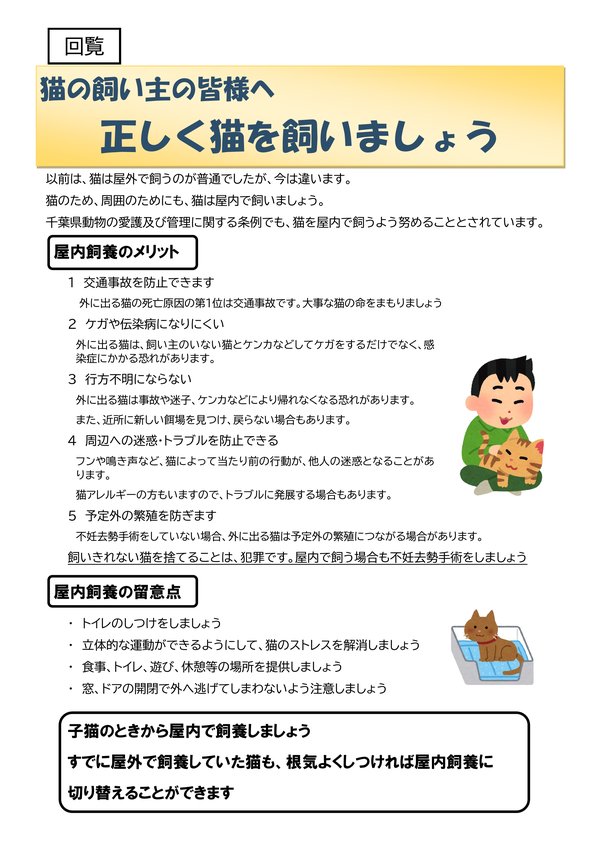 回覧
猫の飼い主の皆様へ
正しく猫を飼いましょう
以前は、猫は屋外で飼うのが普通でしたが、今は違います。
猫のため、周囲のためにも、猫は屋内で飼いましょう。
千葉県動物の愛護及び管理に関する条例でも、猫を屋内で飼うよう努めることとされています。
屋内飼養のメリット
1 交通事故を防止できます
外に出る猫の死亡原因の第1位は交通事故です。大事な猫の命をまもりましょう
2 ケガや伝染病になりにくい
外に出る猫は、飼い主のいない猫とケンカなどしてケガをするだけでなく、感
染症にかかる恐れがあります。
3 行方不明にならない
外に出る猫は事故や迷子、ケンカなどにより帰れなくなる恐れがあります。
また、近所に新しい餌場を見つけ、戻らない場合もあります。
4 周辺への迷惑・トラブルを防止できる
フンや鳴き声など、猫によって当たり前の行動が、他人の迷惑となることがあ
ります。
猫アレルギーの方もいますので、トラブルに発展する場合もあります。
5 予定外の繁殖を防ぎます
不妊去勢手術をしていない場合、外に出る猫は予定外の繁殖につながる場合があります。
飼いきれない猫を捨てることは、犯罪です。屋内で飼う場合も不妊去勢手術をしましょう
屋内飼養の留意点
・ トイレのしつけをしましょう
・ 立体的な運動ができるようにして、猫のストレスを解消しましょう
・ 食事、トイレ、遊び、休憩等の場所を提供しましょう
・ 窓、ドアの開閉で外へ逃げてしまわないよう注意しましょう
子猫のときから屋内で飼養しましょう
すでに屋外で飼養していた猫も、根気よくしつければ屋内飼養に
切り替えることができます